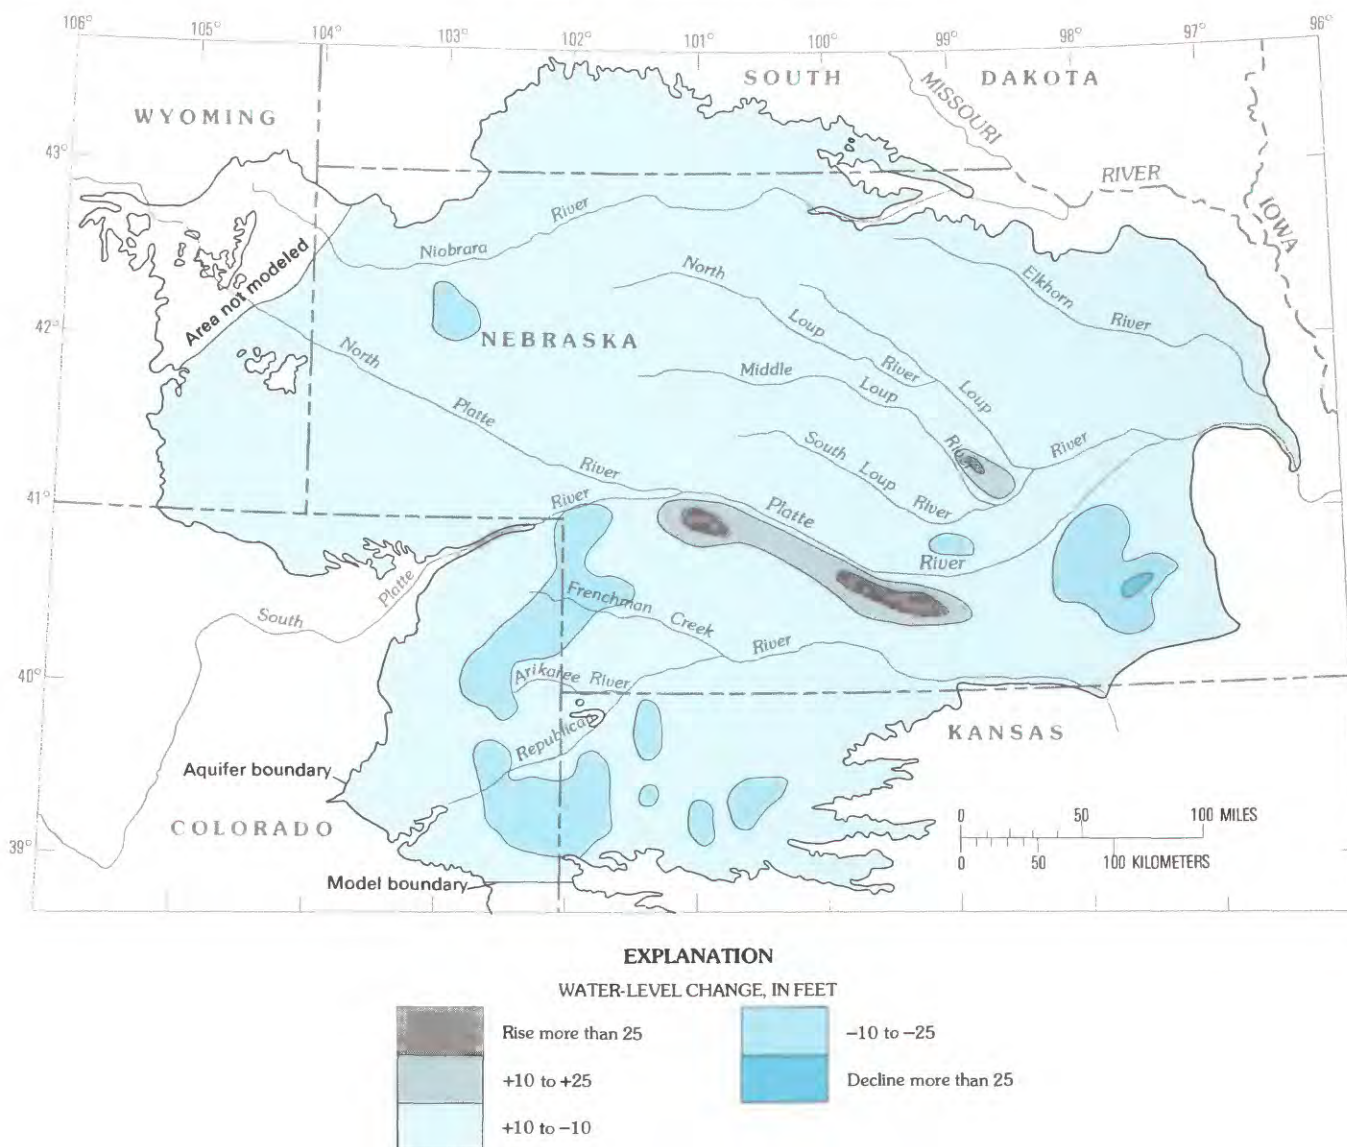 106°
105°
104°
103°
102°
101°
100°
99°
98°
97°
96°
WYOMING
SOUTH DAKOTA
MISSOURI
RIVER
IOWA
43°
Niobrara River
Area not modeled
Elkhorn River
North Loup River
Loup River
42°
NEBRASKA
North Platte River
Middle Loup River
South Loup River
41°
River
Platte River
South Platte
Frenchman Creek
River
40°
Arikaree River
Republican
KANSAS
Aquifer boundary
COLORADO
39°
Model boundary
0 50 100 MILES
0 50 100 KILOMETERS
EXPLANATION
WATER-LEVEL CHANGE, IN FEET
Rise more than 25
+10 to +25
+10 to −10
−10 to −25
Decline more than 25